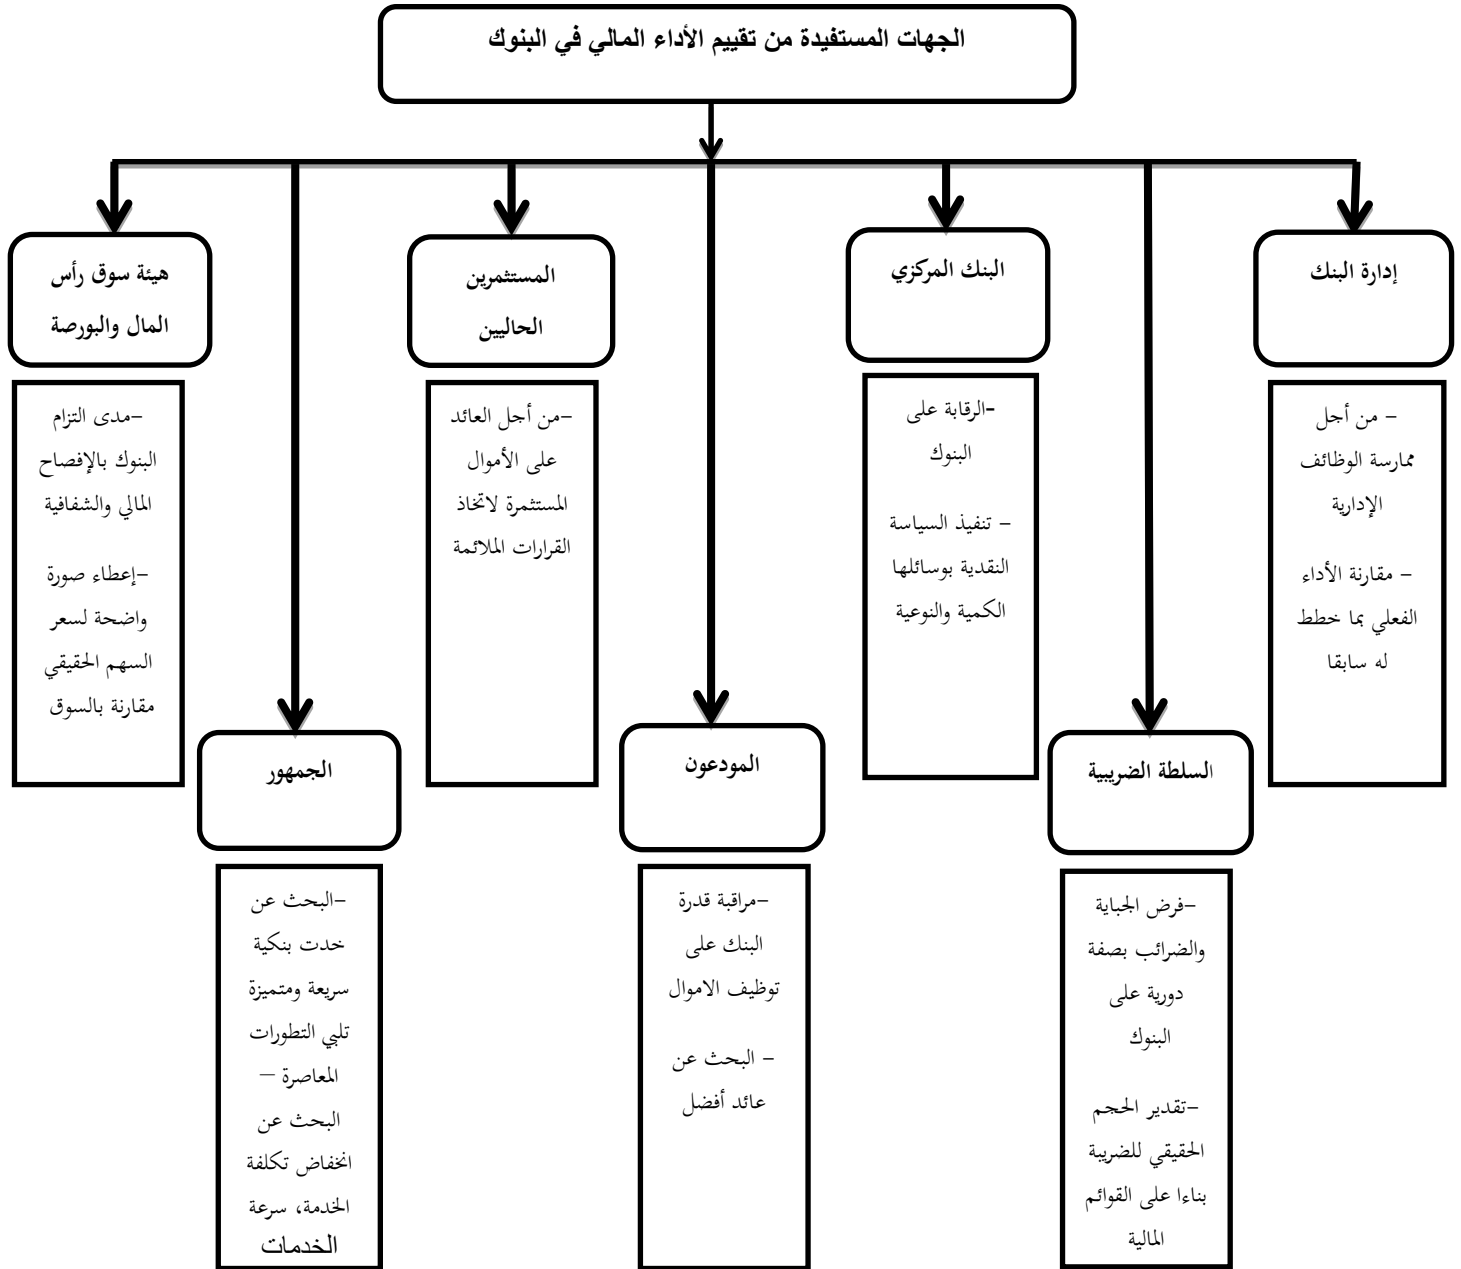 الجهات المستفيدة من تقييم الأداء المالي في البنوك
إدارة البنك
- من أجل
ممارسة الوظائف
الإدارية
- مقارنة الأداء
الفعلي بما خطط
له سابقا
السلطة الضريبية
-فرض الجباية
والضرائب بصفة
دورية على
البنوك
-تقدير الحجم
الحقيقي للضريبة
بناءا على القوائم
المالية
البنك المركزي
-الرقابة على
البنوك
- تنفيذ السياسة
النقدية بوسائلها
الكمية والنوعية
المودعون
-مراقبة قدرة
البنك على
توظيف الاموال
- البحث عن
عائد أفضل
المستثمرين
الحاليين
-من أجل العائد
على الأموال
المستثمرة لاتخاذ
القرارات الملائمة
الجمهور
-البحث عن
خدت بنكية
سريعة ومتميزة
تلبي التطورات
المعاصرة –
البحث عن
انخفاض تكلفة
الخدمة، سرعة
الخدمات
هيئة سوق رأس
المال والبورصة
-مدى التزام
البنوك بالإفصاح
المالي والشفافية
-إعطاء صورة
واضحة لسعر
السهم الحقيقي
مقارنة بالسوق